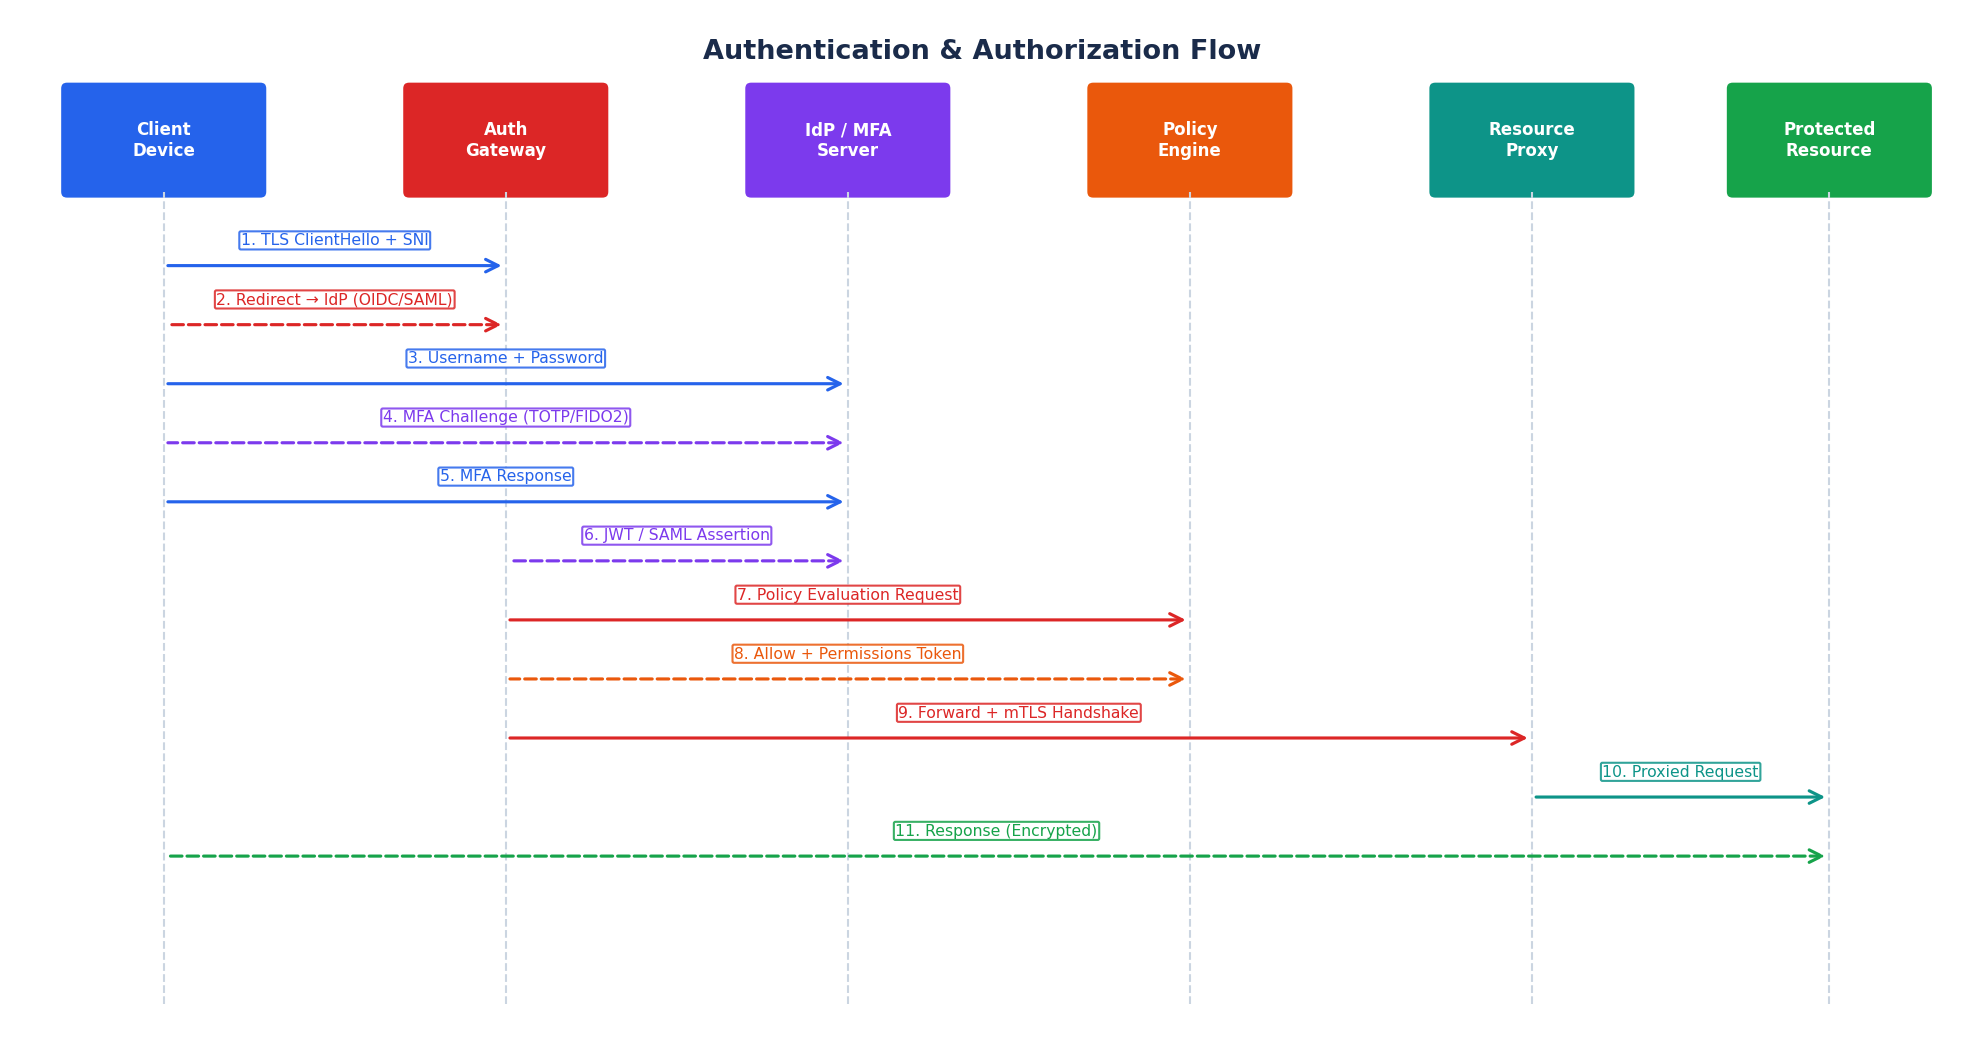 Authentication & Authorization Flow
Client
Device
Auth
Gateway
IdP / MFA
Server
Policy
Engine
Resource
Proxy
Protected
Resource
1. TLS ClientHello + SNI
2. Redirect → IdP (OIDC/SAML)
3. Username + Password
4. MFA Challenge (TOTP/FIDO2)
5. MFA Response
6. JWT / SAML Assertion
7. Policy Evaluation Request
8. Allow + Permissions Token
9. Forward + mTLS Handshake
10. Proxied Request
11. Response (Encrypted)